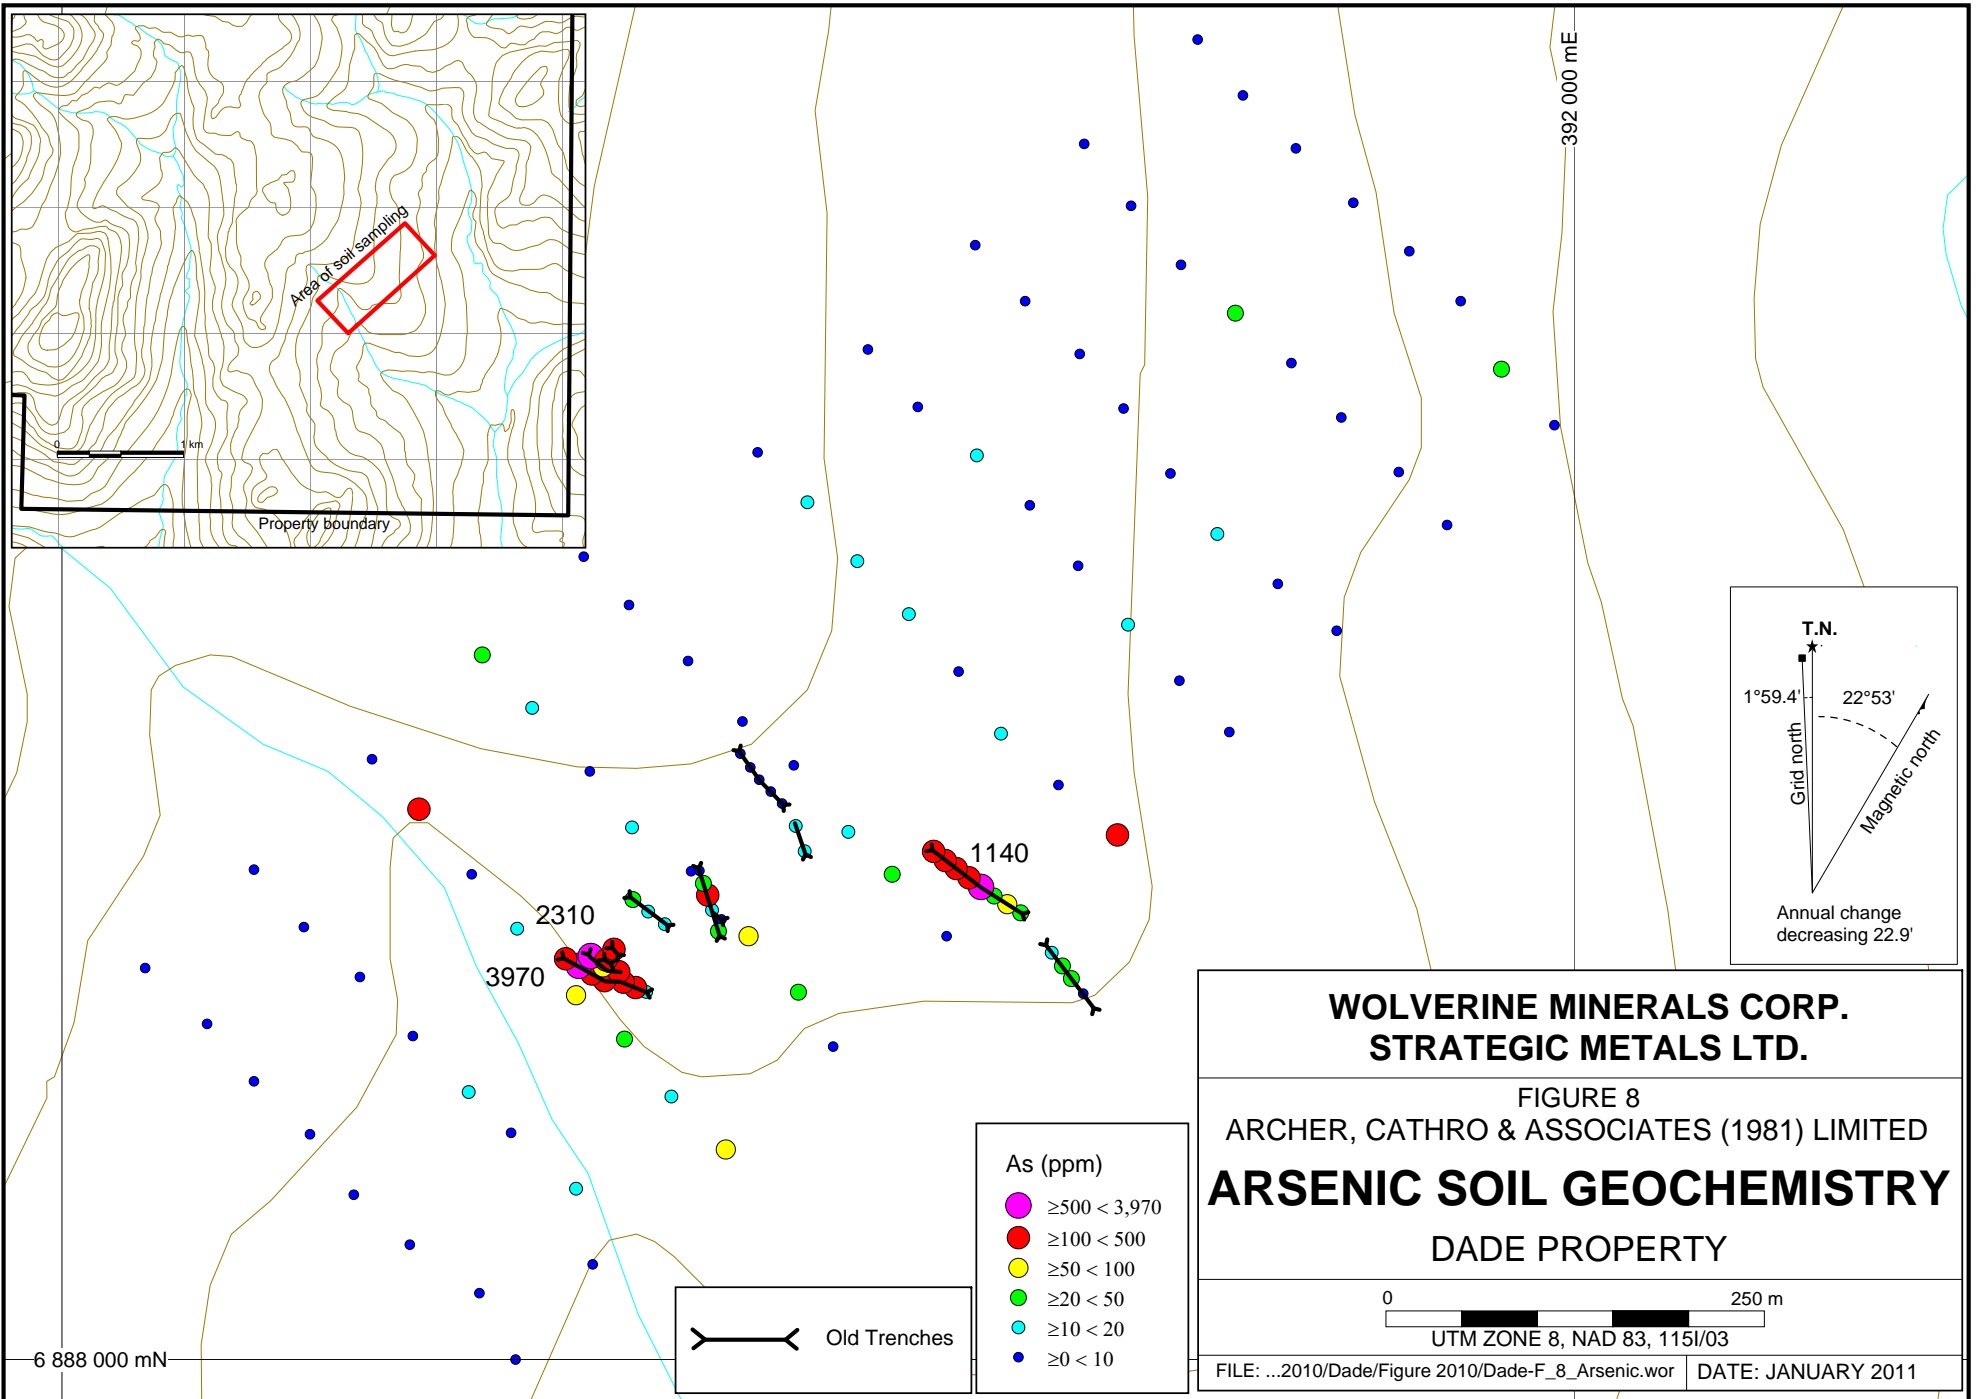 Area of soil sampling
0 1 km
Property boundary
392 000 mE
T.N.
1°59.4' 22°53'
Grid north
Magnetic north
Annual change
decreasing 22.9'
1140
2310
3970
As (ppm)
≥500 < 3,970
≥100 < 500
≥50 < 100
≥20 < 50
≥10 < 20
≥0 < 10
Old Trenches
6 888 000 mN
WOLVERINE MINERALS CORP.
STRATEGIC METALS LTD.
FIGURE 8
ARCHER, CATHRO & ASSOCIATES (1981) LIMITED
ARSENIC SOIL GEOCHEMISTRY
DADE PROPERTY
0 250 m
UTM ZONE 8, NAD 83, 115I/03
FILE: ...2010/Dade/Figure 2010/Dade-F_8_Arsenic.wor DATE: JANUARY 2011